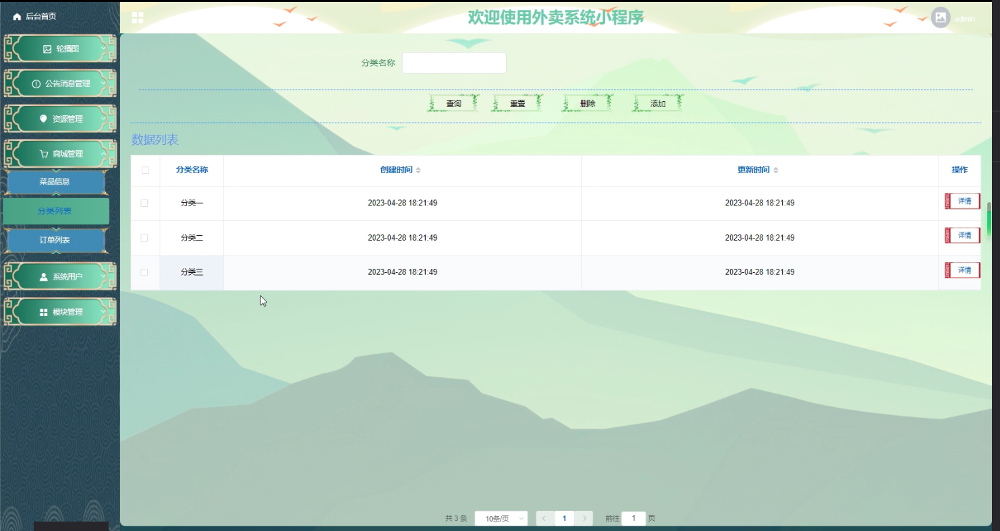 后台首页
欢迎使用外卖系统小程序
admin
轮播图
公告消息管理
资源管理
商城管理
菜品信息
分类列表
订单列表
系统用户
模块管理
分类名称
查询 重置 删除 添加
数据列表
分类名称 创建时间 更新时间 操作
分类一 2023-04-28 18:21:49 2023-04-28 18:21:49 详情
分类二 2023-04-28 18:21:49 2023-04-28 18:21:49 详情
分类三 2023-04-28 18:21:49 2023-04-28 18:21:49 详情
共 3 条 10条/页 1 前往 1 页